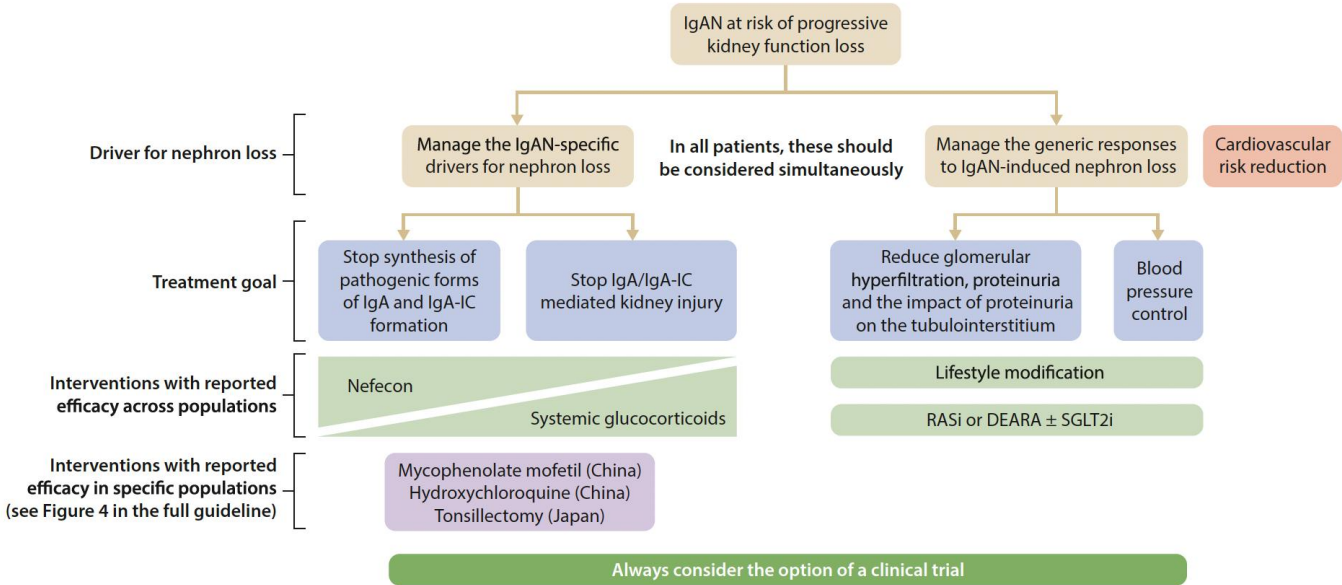 IgAN at risk of progressive
kidney function loss
Driver for nephron loss
Manage the IgAN-specific
drivers for nephron loss
In all patients, these should
be considered simultaneously
Manage the generic responses
to IgAN-induced nephron loss
Cardiovascular
risk reduction
Treatment goal
Stop synthesis of
pathogenic forms
of IgA and IgA-IC
formation
Stop IgA/IgA-IC
mediated kidney injury
Reduce glomerular
hyperfiltration, proteinuria
and the impact of proteinuria
on the tubulointerstitium
Blood
pressure
control
Interventions with reported
efficacy across populations
Nefecon
Systemic glucocorticoids
Lifestyle modification
RASi or DEARA ± SGLT2i
Interventions with reported
efficacy in specific populations
(see Figure 4 in the full guideline)
Mycophenolate mofetil (China)
Hydroxychloroquine (China)
Tonsillectomy (Japan)
Always consider the option of a clinical trial